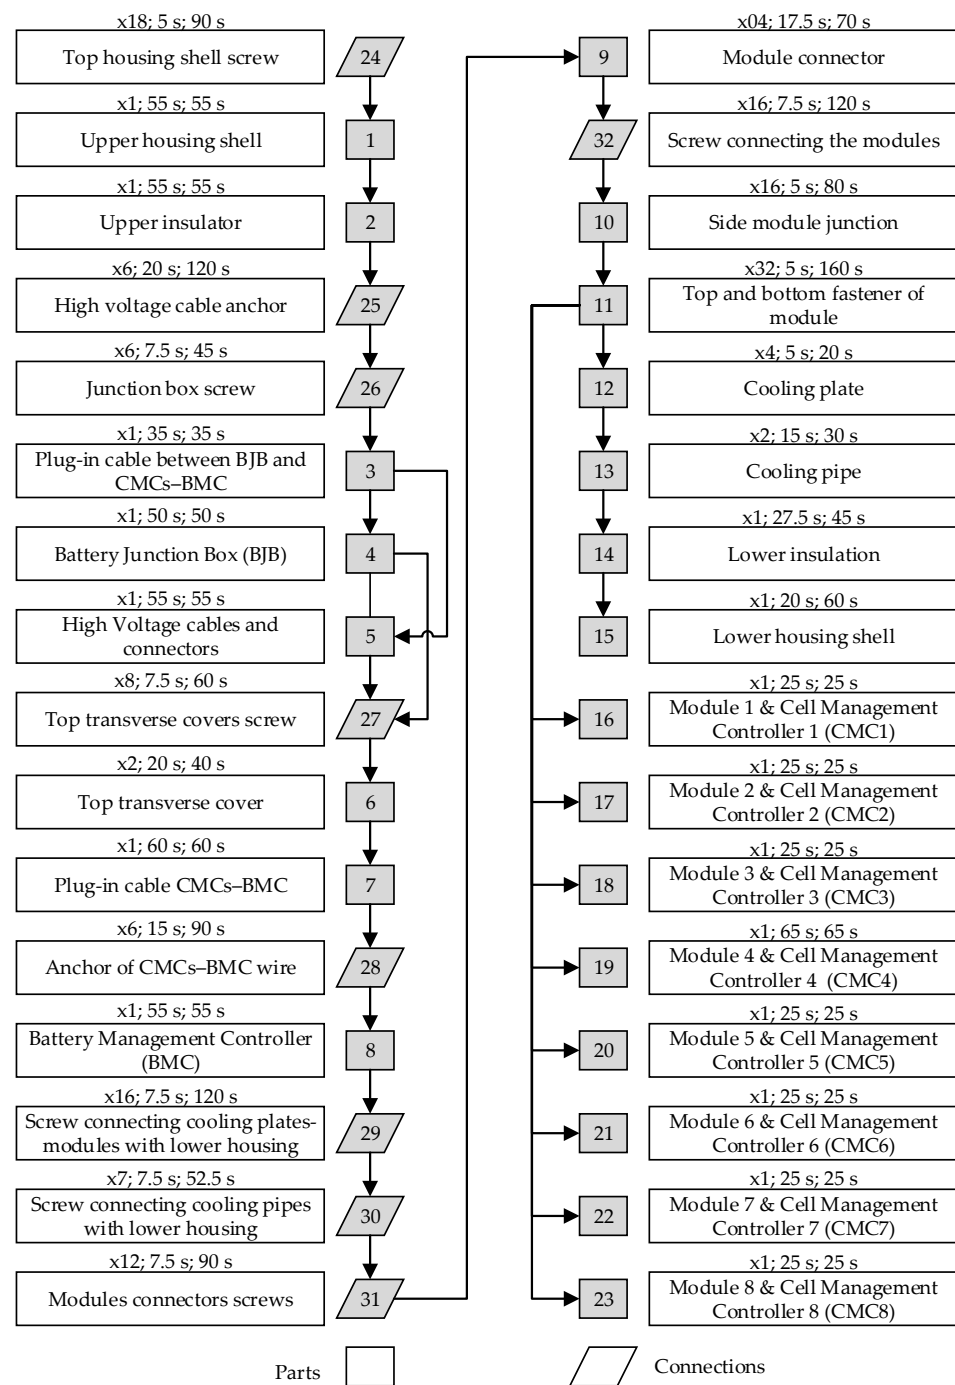 x18; 5 s; 90 s
Top housing shell screw
24
x1; 55 s; 55 s
Upper housing shell
1
x1; 55 s; 55 s
Upper insulator
2
x6; 20 s; 120 s
High voltage cable anchor
25
x6; 7.5 s; 45 s
Junction box screw
26
x1; 35 s; 35 s
Plug-in cable between BJB and
CMCs–BMC
3
x1; 50 s; 50 s
Battery Junction Box (BJB)
4
x1; 55 s; 55 s
High Voltage cables and
connectors
5
x8; 7.5 s; 60 s
Top transverse covers screw
27
x2; 20 s; 40 s
Top transverse cover
6
x1; 60 s; 60 s
Plug-in cable CMCs–BMC
7
x6; 15 s; 90 s
Anchor of CMCs–BMC wire
28
x1; 55 s; 55 s
Battery Management Controller
(BMC)
8
x16; 7.5 s; 120 s
Screw connecting cooling plates-
modules with lower housing
29
x7; 7.5 s; 52.5 s
Screw connecting cooling pipes
with lower housing
30
x12; 7.5 s; 90 s
Modules connectors screws
31
x04; 17.5 s; 70 s
9
Module connector
x16; 7.5 s; 120 s
32
Screw connecting the modules
x16; 5 s; 80 s
10
Side module junction
x32; 5 s; 160 s
11
Top and bottom fastener of
module
x4; 5 s; 20 s
12
Cooling plate
x2; 15 s; 30 s
13
Cooling pipe
x1; 27.5 s; 45 s
14
Lower insulation
x1; 20 s; 60 s
15
Lower housing shell
x1; 25 s; 25 s
16
Module 1 & Cell Management
Controller 1 (CMC1)
x1; 25 s; 25 s
17
Module 2 & Cell Management
Controller 2 (CMC2)
x1; 25 s; 25 s
18
Module 3 & Cell Management
Controller 3 (CMC3)
x1; 65 s; 65 s
19
Module 4 & Cell Management
Controller 4 (CMC4)
x1; 25 s; 25 s
20
Module 5 & Cell Management
Controller 5 (CMC5)
x1; 25 s; 25 s
21
Module 6 & Cell Management
Controller 6 (CMC6)
x1; 25 s; 25 s
22
Module 7 & Cell Management
Controller 7 (CMC7)
x1; 25 s; 25 s
23
Module 8 & Cell Management
Controller 8 (CMC8)
Parts
Connections